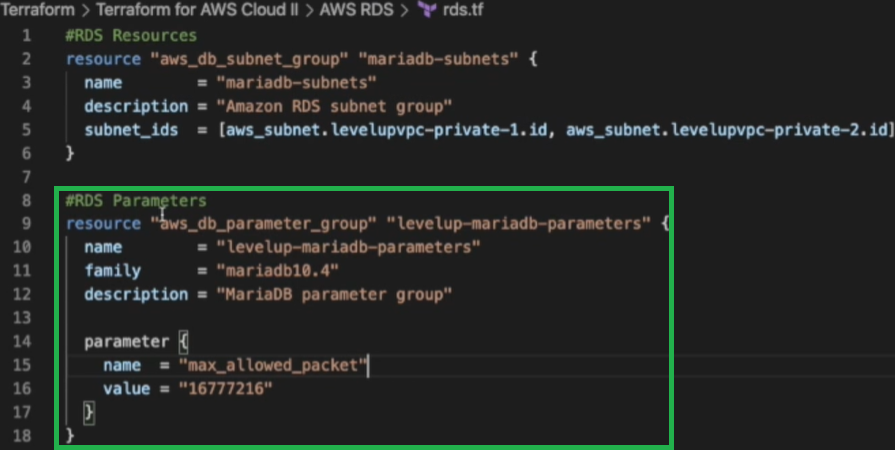 Terraform > Terraform for AWS Cloud II > AWS RDS > rds.tf
1 #RDS Resources
2 resource "aws_db_subnet_group" "mariadb-subnets" {
3 name = "mariadb-subnets"
4 description = "Amazon RDS subnet group"
5 subnet_ids = [aws_subnet.levelupvpc-private-1.id, aws_subnet.levelupvpc-private-2.id]
6 }
7
8 #RDS Parameters
9 resource "aws_db_parameter_group" "levelup-mariadb-parameters" {
10 name = "levelup-mariadb-parameters"
11 family = "mariadb10.4"
12 description = "MariaDB parameter group"
13
14 parameter {
15 name = "max_allowed_packet"
16 value = "16777216"
17 }
18 }